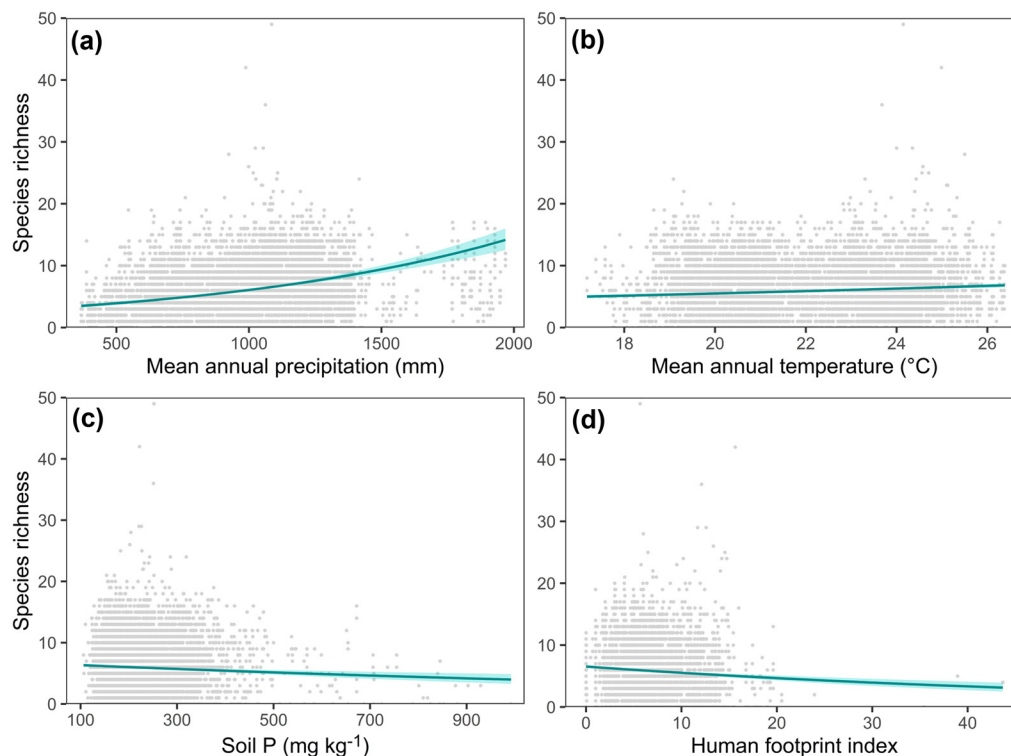 (a)
50
40
30
20
10
0
Species richness
500 1000 1500 2000
Mean annual precipitation (mm)
(b)
50
40
30
20
10
0
18 20 22 24 26
Mean annual temperature (°C)
(c)
50
40
30
20
10
0
Species richness
100 300 500 700 900
Soil P (mg kg⁻¹)
(d)
50
40
30
20
10
0
0 10 20 30 40
Human footprint index